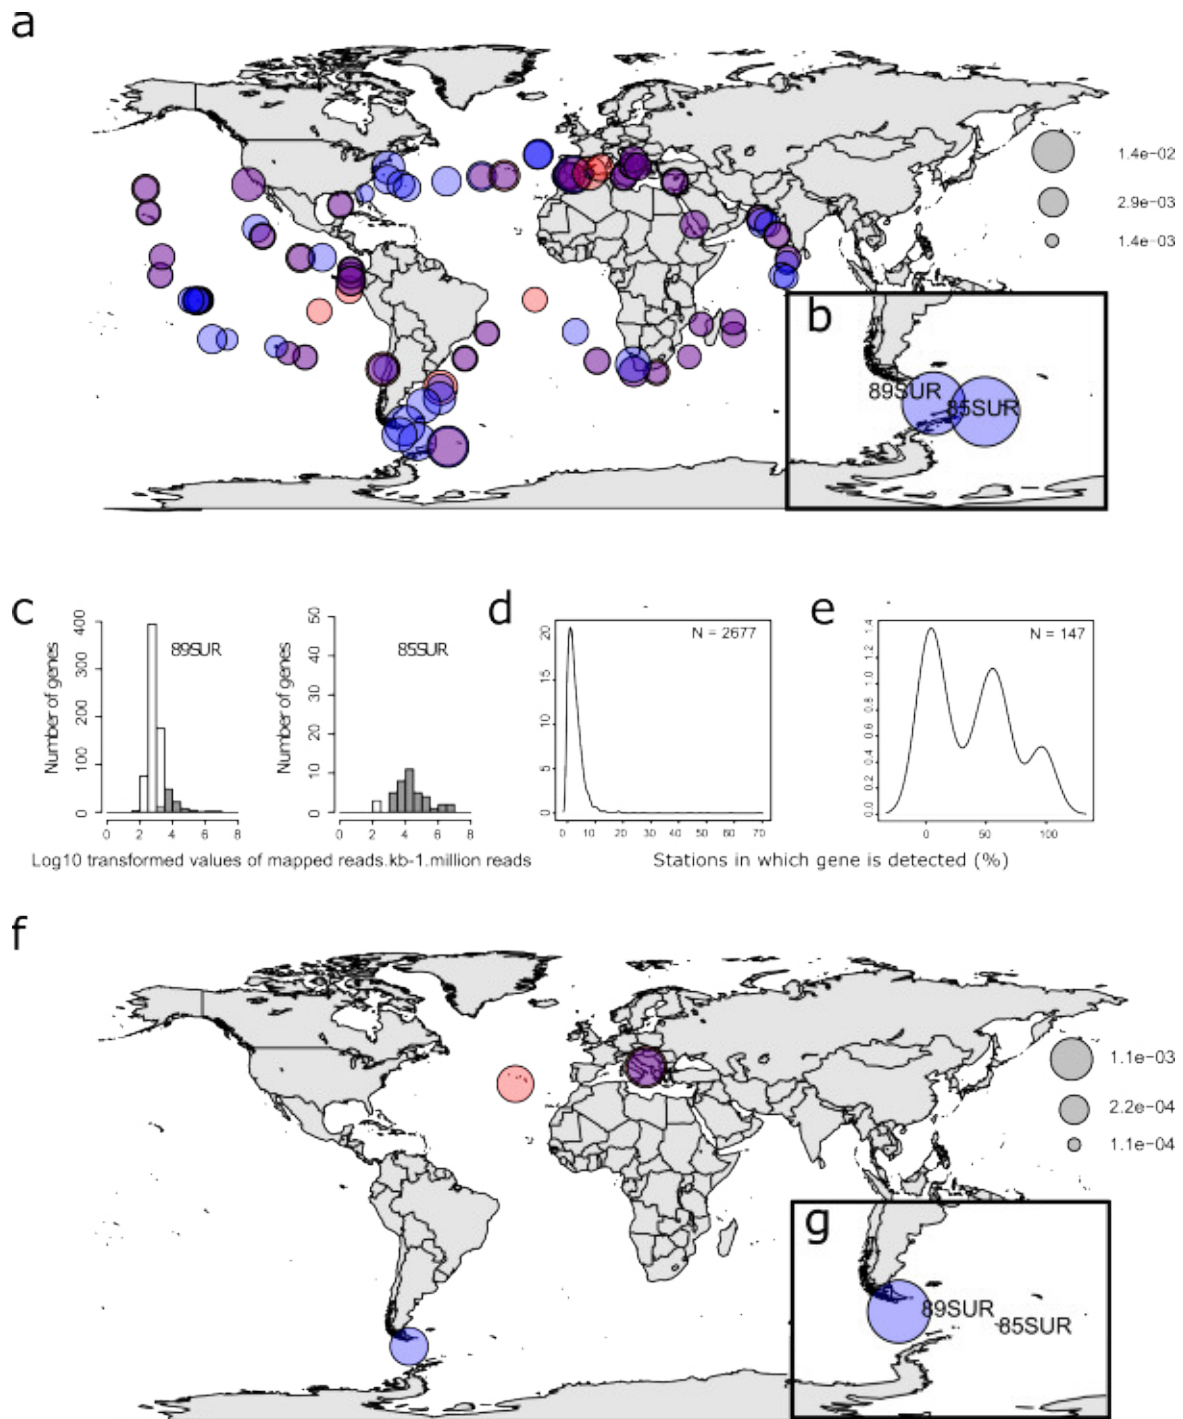 a
1.4e−02
2.9e−03
1.4e−03
b
89SUR
85SUR
c
Number of genes
0 100 200 300 400
89SUR
0 2 4 6 8
Number of genes
0 10 20 30 40 50
85SUR
0 2 4 6 8
Log10 transformed values of mapped reads.kb-1.million reads
d
N = 2677
0 5 10 15 20
0 10 20 30 40 50 60 70
e
N = 147
0.0 0.2 0.4 0.6 0.8 1.0 1.2 1.4
0 50 100
Stations in which gene is detected (%)
f
1.1e−03
2.2e−04
1.1e−04
g
89SUR
85SUR